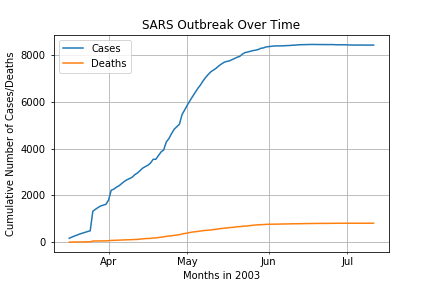 SARS Outbreak Over Time
Cumulative Number of Cases/Deaths
8000
6000
4000
2000
0
Cases
Deaths
Apr May Jun Jul
Months in 2003